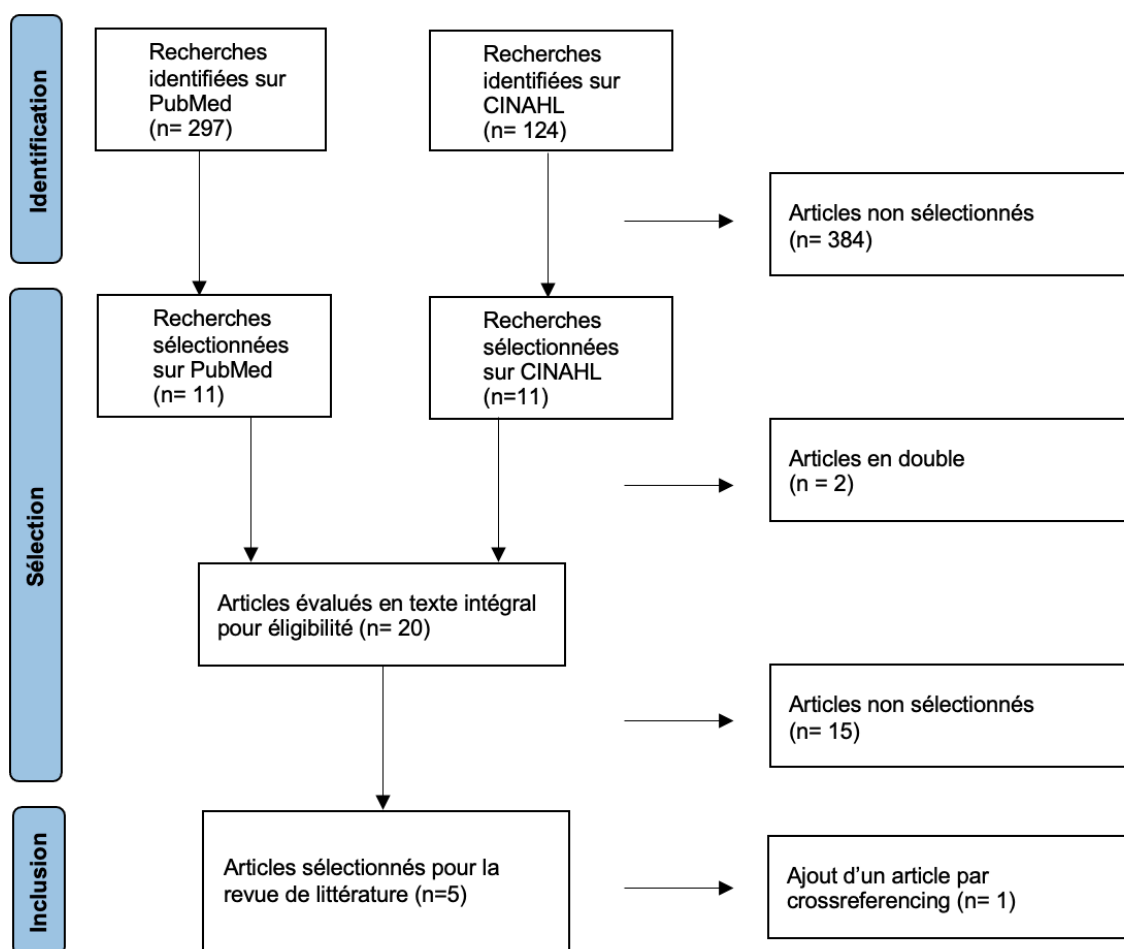 Identification
Recherches
identifiées sur
PubMed
(n= 297)
Recherches
identifiées sur
CINAHL
(n= 124)
Articles non sélectionnés
(n= 384)
Sélection
Recherches
sélectionnées
sur PubMed
(n= 11)
Recherches
sélectionnées
sur CINAHL
(n=11)
Articles en double
(n = 2)
Articles évalués en texte intégral
pour éligibilité (n= 20)
Articles non sélectionnés
(n= 15)
Inclusion
Articles sélectionnés pour la
revue de littérature (n=5)
Ajout d’un article par
crossreferencing (n= 1)